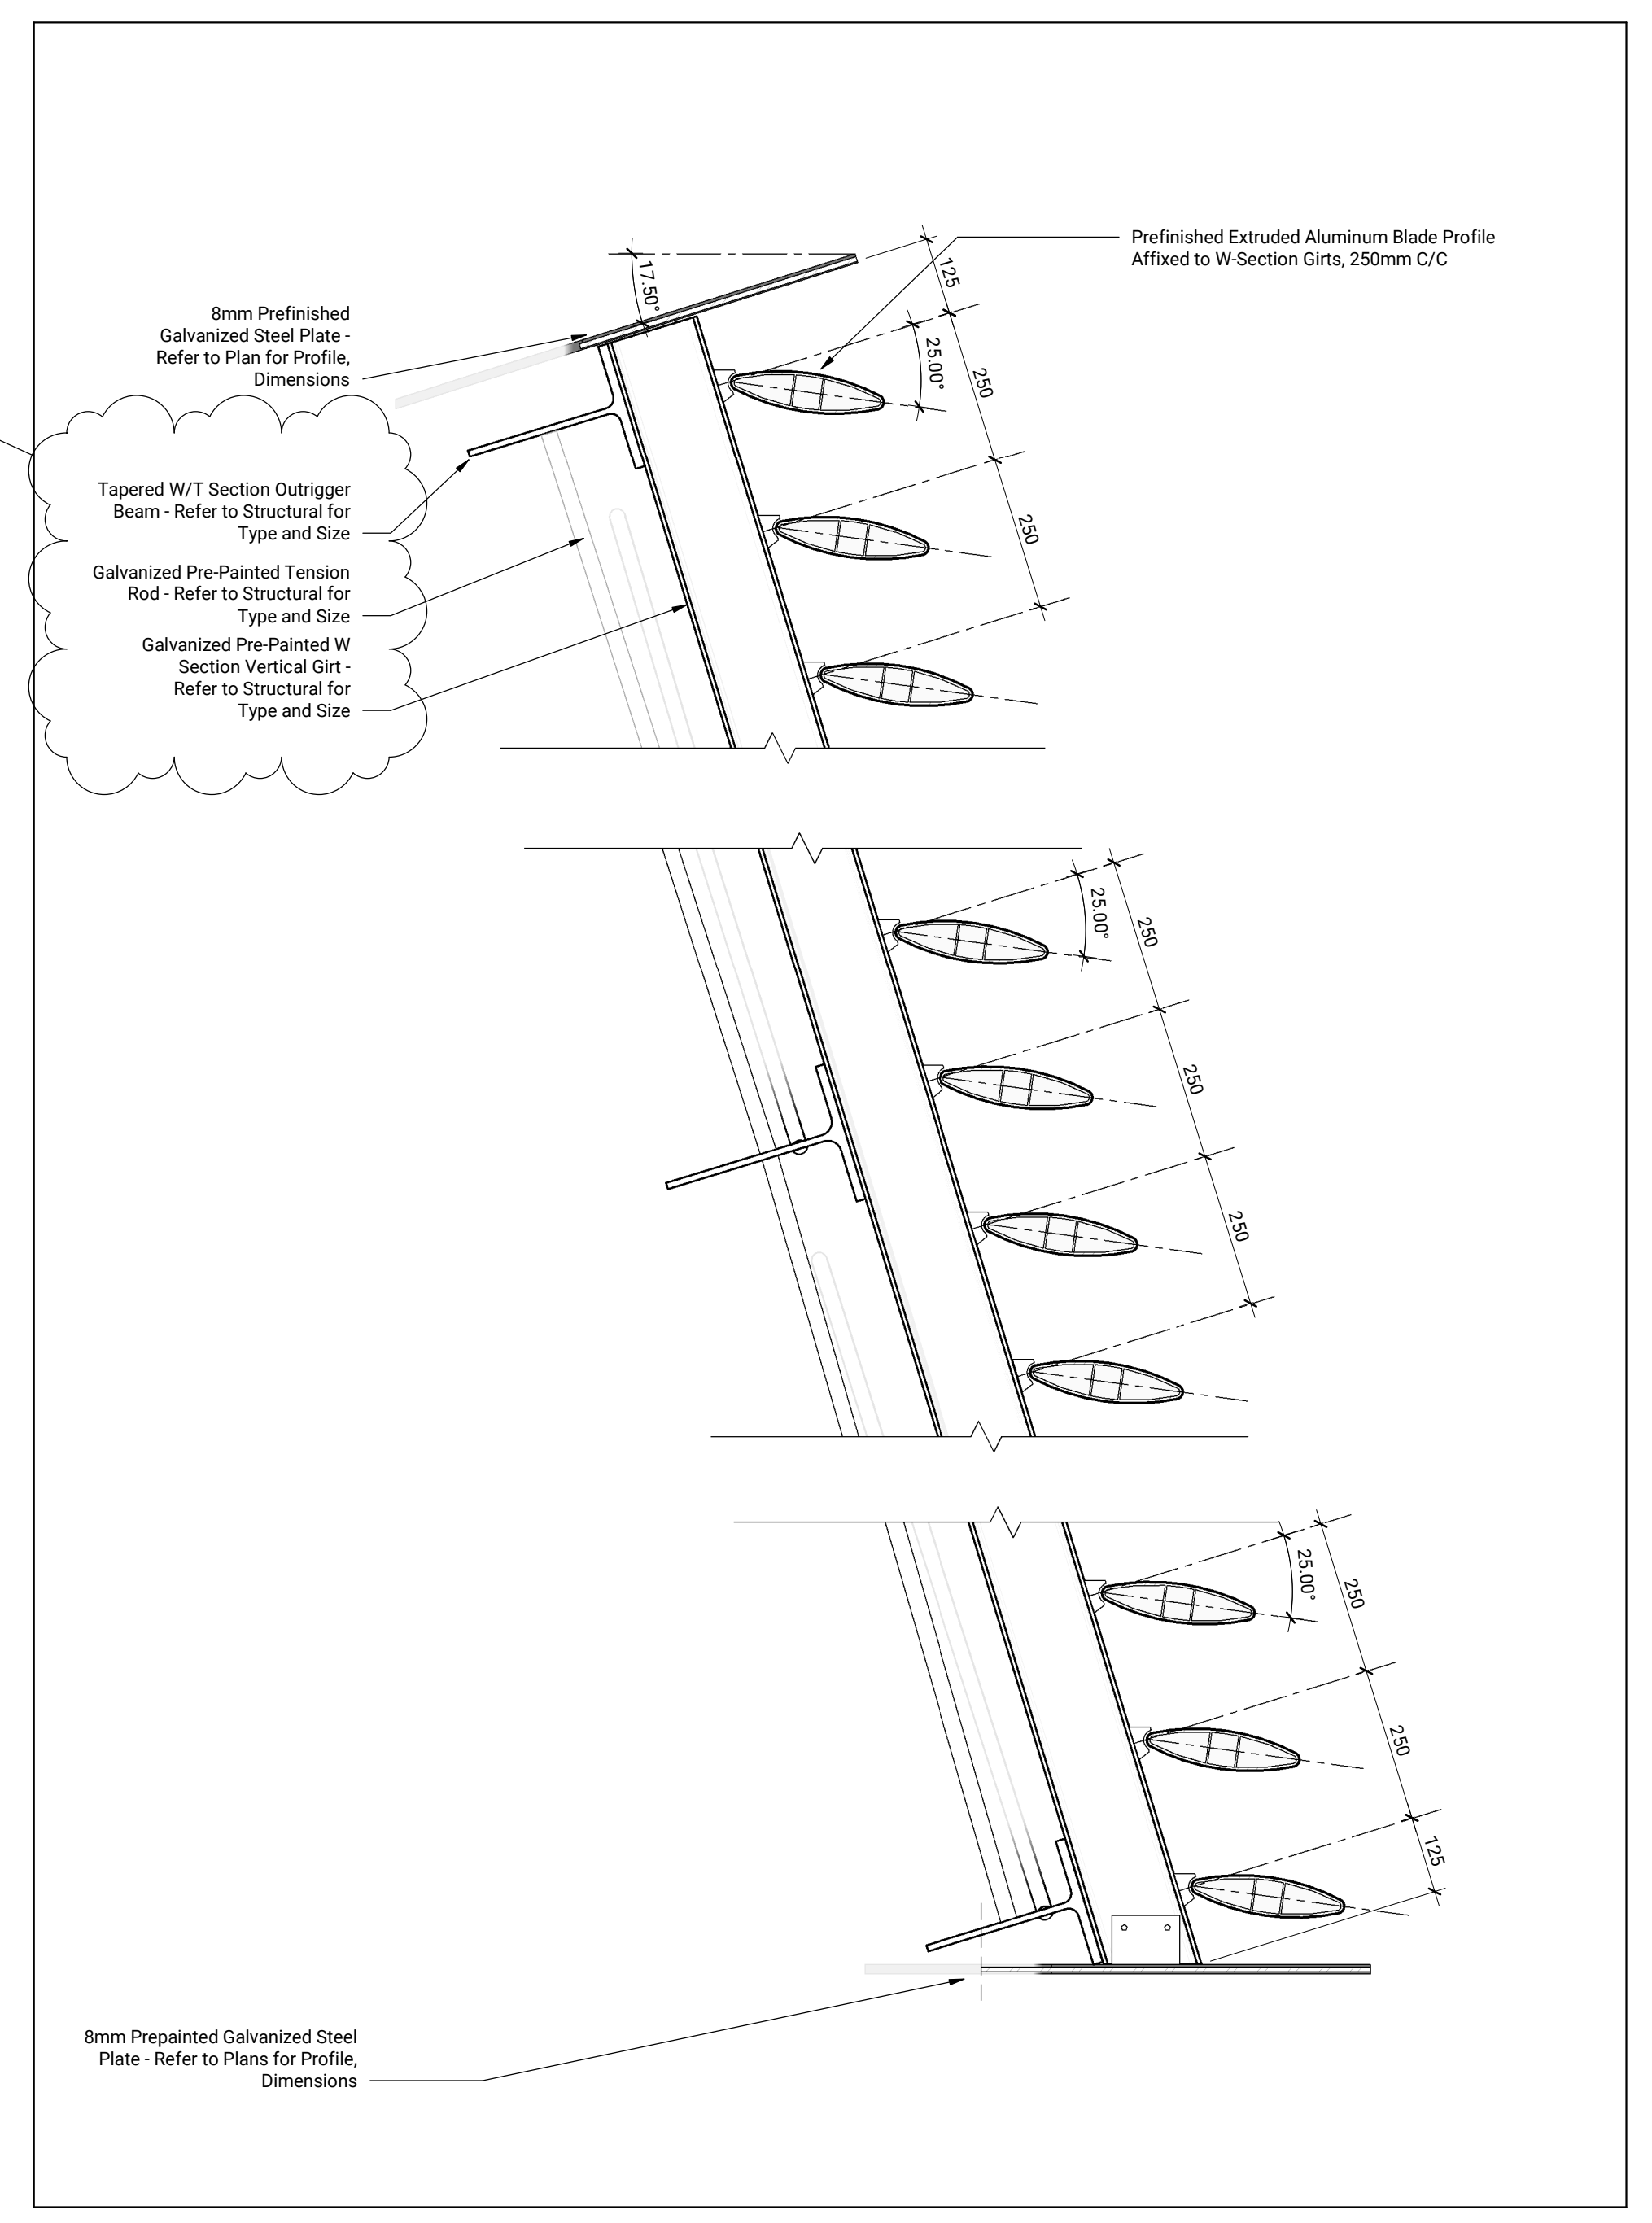 Prefinished Extruded Aluminum Blade Profile
Affixed to W-Section Girts, 250mm C/C
17.50°
125
8mm Prefinished
Galvanized Steel Plate -
Refer to Plan for Profile,
Dimensions
25.00°
250
Tapered W/T Section Outrigger
Beam - Refer to Structural for
Type and Size
250
Galvanized Pre-Painted Tension
Rod - Refer to Structural for
Type and Size
Galvanized Pre-Painted W
Section Vertical Girt -
Refer to Structural for
Type and Size
25.00°
250
250
250
25.00°
250
250
125
8mm Prepainted Galvanized Steel
Plate - Refer to Plans for Profile,
Dimensions